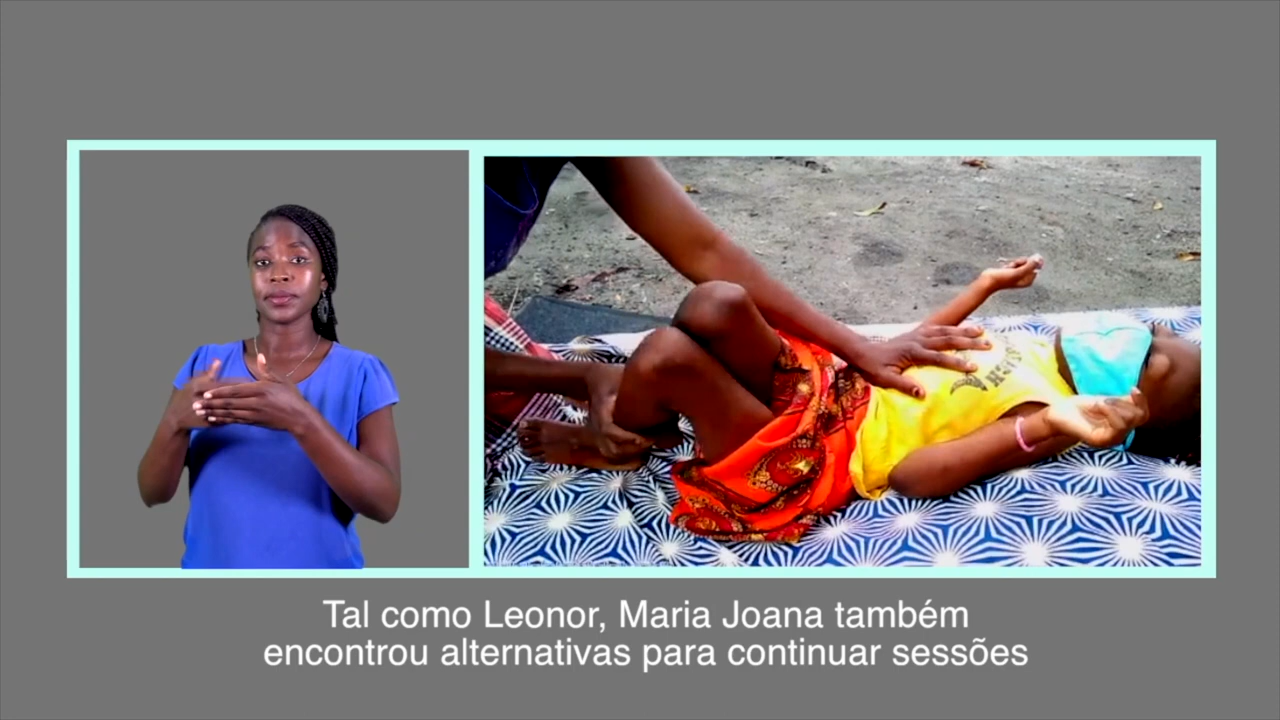 Tal como Leonor, Maria Joana também
encontrou alternativas para continuar sessões